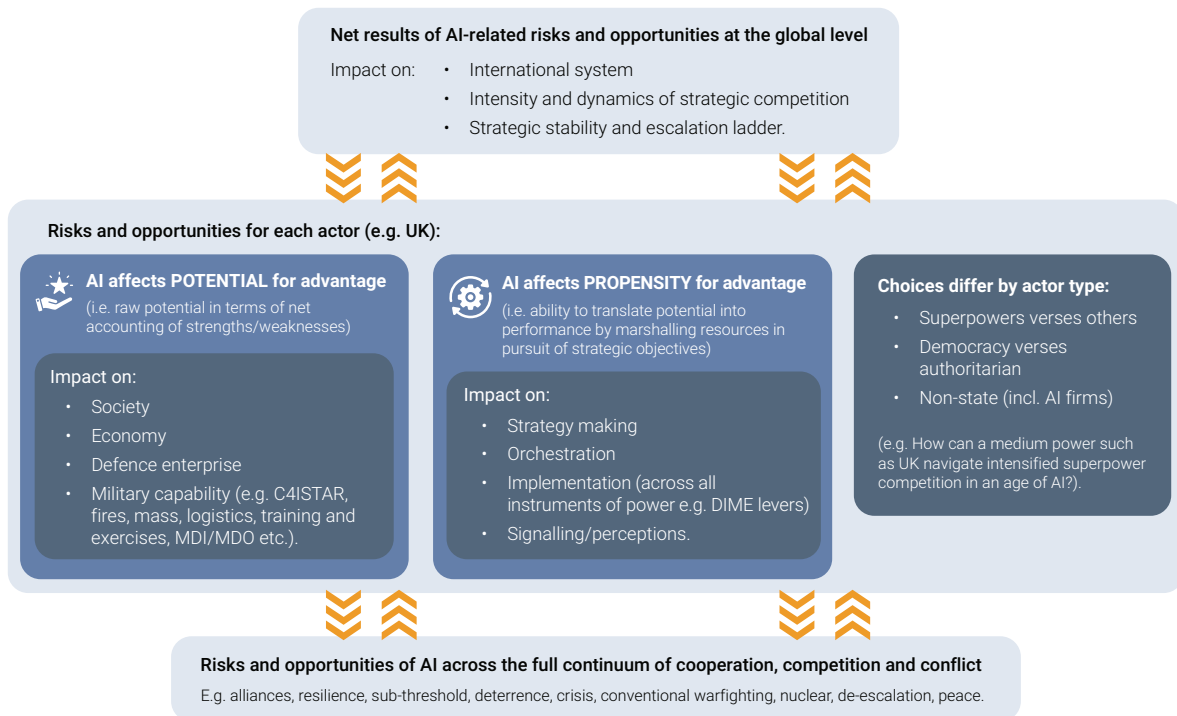 Net results of AI-related risks and opportunities at the global level
Impact on:
• International system
• Intensity and dynamics of strategic competition
• Strategic stability and escalation ladder.
Risks and opportunities for each actor (e.g. UK):
AI affects POTENTIAL for advantage
(i.e. raw potential in terms of net
accounting of strengths/weaknesses)
Impact on:
• Society
• Economy
• Defence enterprise
• Military capability (e.g. C4ISTAR,
fires, mass, logistics, training and
exercises, MDI/MDO etc.).
AI affects PROPENSITY for advantage
(i.e. ability to translate potential into
performance by marshalling resources in
pursuit of strategic objectives)
Impact on:
• Strategy making
• Orchestration
• Implementation (across all
instruments of power e.g. DIME levers)
• Signalling/perceptions.
Choices differ by actor type:
• Superpowers verses others
• Democracy verses
authoritarian
• Non-state (incl. AI firms)
(e.g. How can a medium power such
as UK navigate intensified superpower
competition in an age of AI?).
Risks and opportunities of AI across the full continuum of cooperation, competition and conflict
E.g. alliances, resilience, sub-threshold, deterrence, crisis, conventional warfighting, nuclear, de-escalation, peace.